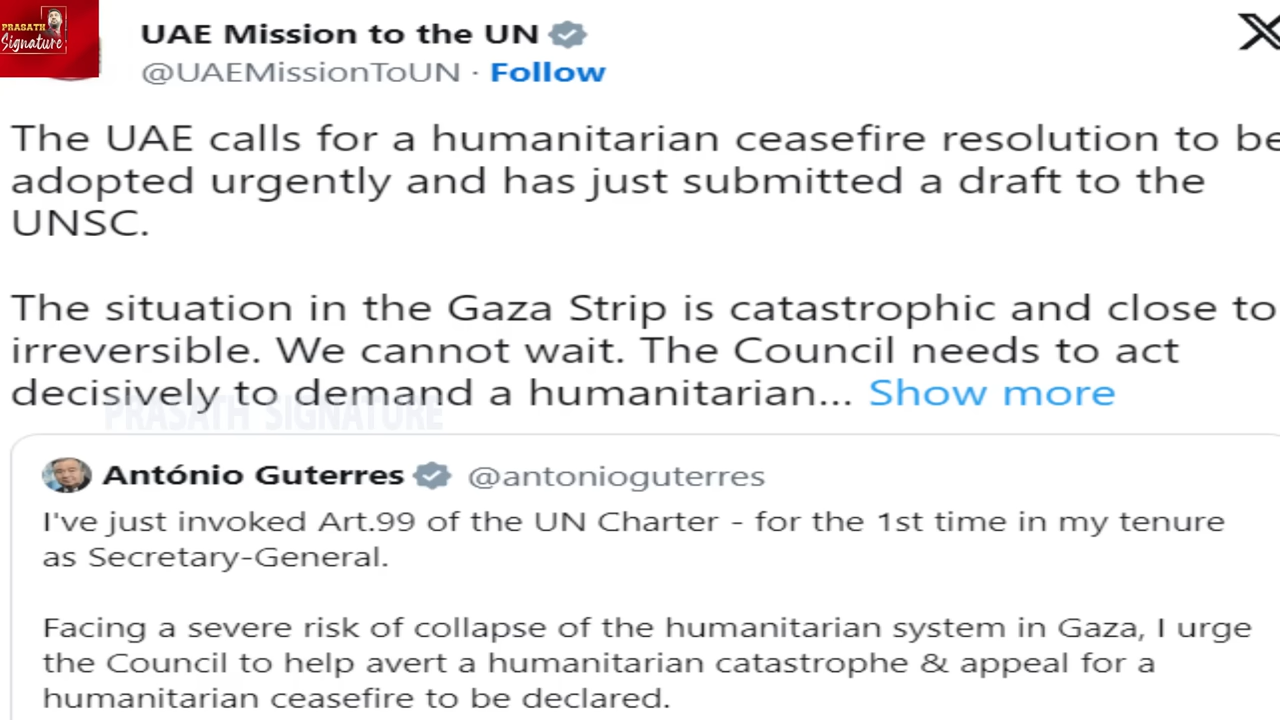 PRASATH
Signature
UAE Mission to the UN
@UAEMissionToUN · Follow
The UAE calls for a humanitarian ceasefire resolution to be
adopted urgently and has just submitted a draft to the
UNSC.
The situation in the Gaza Strip is catastrophic and close to
irreversible. We cannot wait. The Council needs to act
decisively to demand a humanitarian... Show more
PRASATH SIGNATURE
António Guterres @antonioguterres
I've just invoked Art.99 of the UN Charter - for the 1st time in my tenure
as Secretary-General.
Facing a severe risk of collapse of the humanitarian system in Gaza, I urge
the Council to help avert a humanitarian catastrophe & appeal for a
humanitarian ceasefire to be declared.